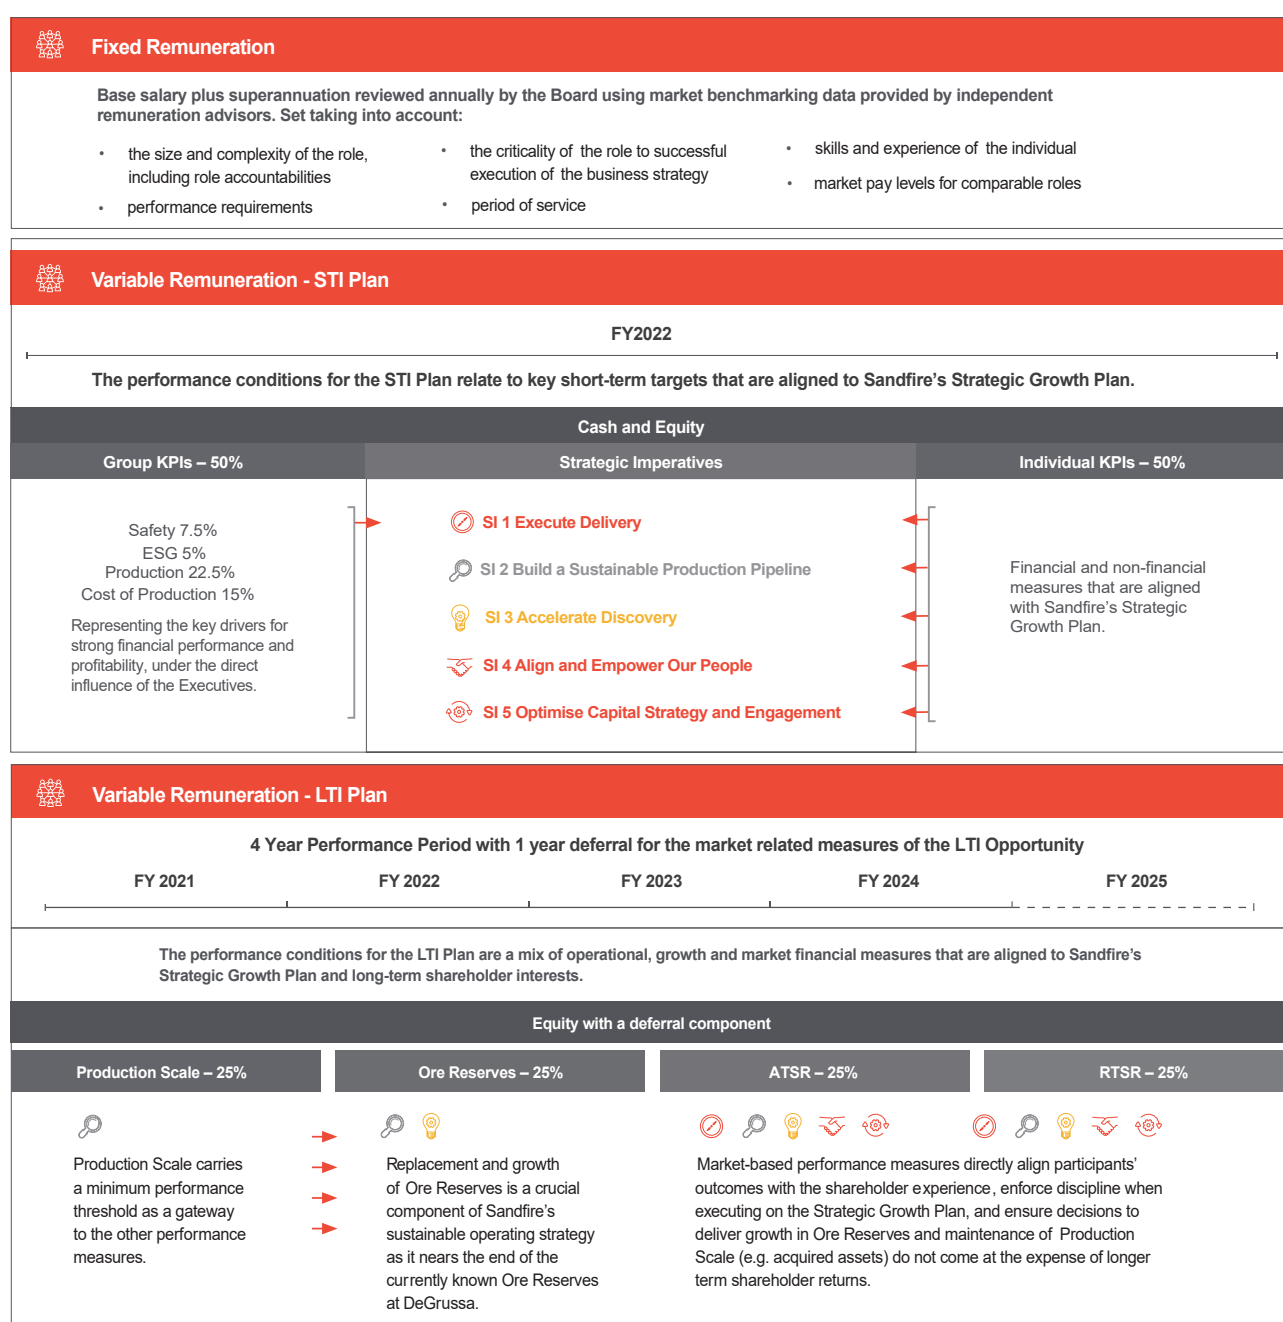 Fixed Remuneration
Base salary plus superannuation reviewed annually by the Board using market benchmarking data provided by independent
remuneration advisors. Set taking into account:
• the size and complexity of the role,
including role accountabilities
• performance requirements
• the criticality of the role to successful
execution of the business strategy
• period of service
• skills and experience of the individual
• market pay levels for comparable roles
Variable Remuneration - STI Plan
FY2022
The performance conditions for the STI Plan relate to key short-term targets that are aligned to Sandfire's Strategic Growth Plan.
Cash and Equity
Group KPIs – 50%
Strategic Imperatives
Individual KPIs – 50%
Safety 7.5%
ESG 5%
Production 22.5%
Cost of Production 15%
Representing the key drivers for
strong financial performance and
profitability, under the direct
influence of the Executives.
SI 1 Execute Delivery
SI 2 Build a Sustainable Production Pipeline
SI 3 Accelerate Discovery
SI 4 Align and Empower Our People
SI 5 Optimise Capital Strategy and Engagement
Financial and non-financial
measures that are aligned
with Sandfire's Strategic
Growth Plan.
Variable Remuneration - LTI Plan
4 Year Performance Period with 1 year deferral for the market related measures of the LTI Opportunity
FY 2021 FY 2022 FY 2023 FY 2024 FY 2025
The performance conditions for the LTI Plan are a mix of operational, growth and market financial measures that are aligned to Sandfire's
Strategic Growth Plan and long-term shareholder interests.
Equity with a deferral component
Production Scale – 25%
Ore Reserves – 25%
ATSR – 25%
RTSR – 25%
Production Scale carries
a minimum performance
threshold as a gateway
to the other performance
measures.
Replacement and growth
of Ore Reserves is a crucial
component of Sandfire's
sustainable operating strategy
as it nears the end of the
currently known Ore Reserves
at DeGrussa.
Market-based performance measures directly align participants'
outcomes with the shareholder experience, enforce discipline when
executing on the Strategic Growth Plan, and ensure decisions to
deliver growth in Ore Reserves and maintenance of Production
Scale (e.g. acquired assets) do not come at the expense of longer
term shareholder returns.